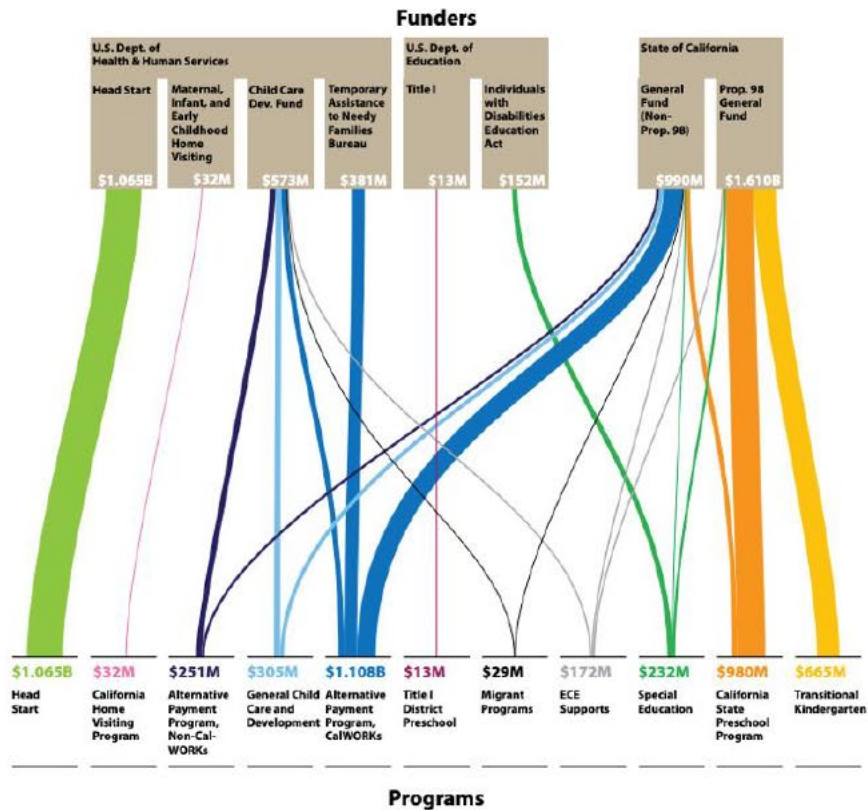 Funders
U.S. Dept. of
Health & Human Services
U.S. Dept. of
Education
State of California
Head Start
$1.065B
Maternal,
Infant, and
Early
Childhood
Home
Visiting
$32M
Child Care
Dev. Fund
$573M
Temporary
Assistance
to Needy
Families
Bureau
$381M
Title I
$13M
Individuals
with
Disabilities
Education
Act
$152M
General
Fund
(Non-
Prop. 98)
$990M
Prop. 98
General
Fund
$1.610B
$1.065B
Head
Start
$32M
California
Home
Visiting
Program
$251M
Alternative
Payment
Program,
Non-Cal-
WORKs
$305M
General Child
Care and
Development
$1.108B
Alternative
Payment
Program,
CalWORKs
$13M
Title I
District
Preschool
$29M
Migrant
Programs
$172M
ECE
Supports
$232M
Special
Education
$980M
California
State
Preschool
Program
$665M
Transitional
Kindergarten
Programs